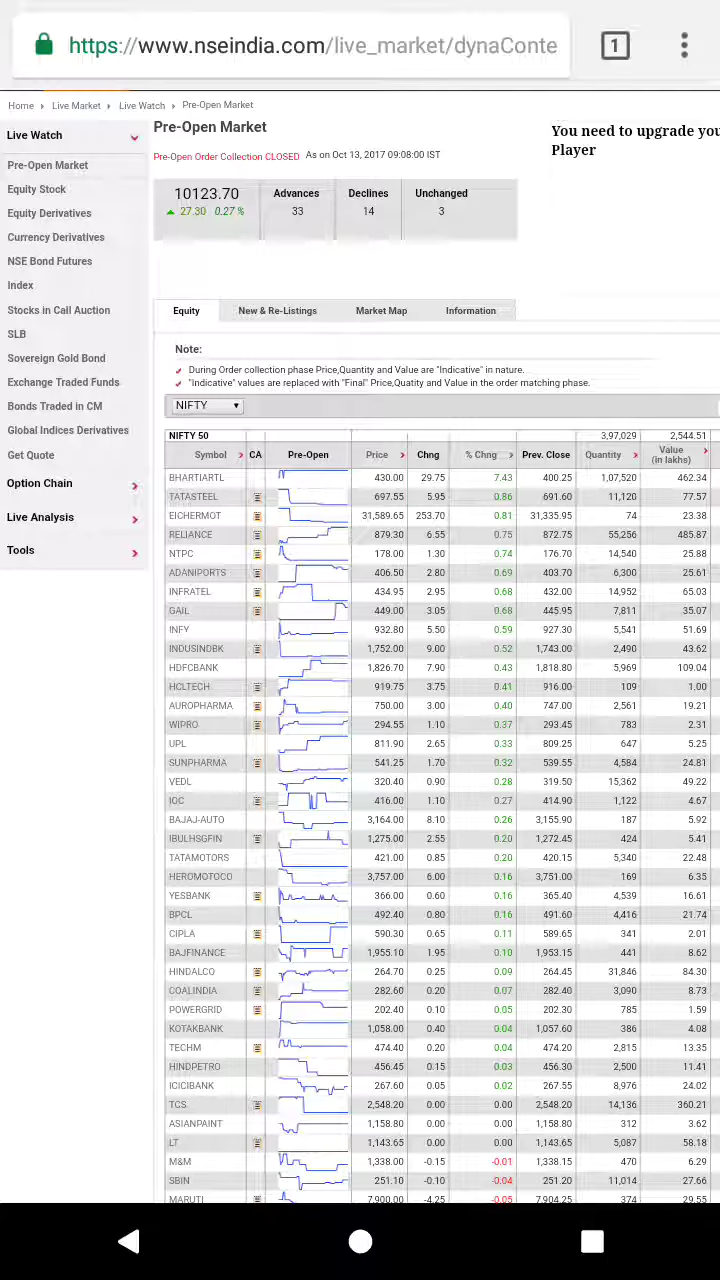 https://www.nseindia.com/live_market/dynaConte
1
Home Live Market Live Watch Pre-Open Market
Live Watch
Pre-Open Market
Equity Stock
Equity Derivatives
Currency Derivatives
NSE Bond Futures
Index
Stocks in Call Auction
SLB
Sovereign Gold Bond
Exchange Traded Funds
Bonds Traded in CM
Global Indices Derivatives
Get Quote
Option Chain
Live Analysis
Tools
Pre-Open Market
You need to upgrade you
Player
Pre-Open Order Collection CLOSED As on Oct 13, 2017 09:08:00 IST
10123.70 Advances Declines Unchanged
27.30 0.27 % 33 14 3
Equity New & Re-Listings Market Map Information
Note:
During Order collection phase Price,Quantity and Value are "Indicative" in nature.
"Indicative" values are replaced with "Final" Price,Quatity and Value in the order matching phase.
NIFTY
NIFTY 50 3,97,029 2,544.51
Symbol CA Pre-Open Price Chng % Chng Prev. Close Quantity Value (in lakhs)
BHARTIARTL 430.00 29.75 7.43 400.25 1,07,520 462.34
TATASTEEL 697.55 5.95 0.86 691.60 11,120 77.57
EICHERMOT 31,589.65 253.70 0.81 31,335.95 74 23.38
RELIANCE 879.30 6.55 0.75 872.75 55,256 485.87
NTPC 178.00 1.30 0.74 176.70 14,540 25.88
ADANIPORTS 406.50 2.80 0.69 403.70 6,300 25.61
INFRATEL 434.95 2.95 0.68 432.00 14,952 65.03
GAIL 449.00 3.05 0.68 445.95 7,811 35.07
INFY 932.80 5.50 0.59 927.30 5,541 51.69
INDUSINDBK 1,752.00 9.00 0.52 1,743.00 2,490 43.62
HDFCBANK 1,826.70 7.90 0.43 1,818.80 5,969 109.04
HCLTECH 919.75 3.75 0.41 916.00 109 1.00
AUROPHARMA 750.00 3.00 0.40 747.00 2,561 19.21
WIPRO 294.55 1.10 0.37 293.45 783 2.31
UPL 811.90 2.65 0.33 809.25 647 5.25
SUNPHARMA 541.25 1.70 0.32 539.55 4,584 24.81
VEDL 320.40 0.90 0.28 319.50 15,362 49.22
IOC 416.00 1.10 0.27 414.90 1,122 4.67
BAJAJ-AUTO 3,164.00 8.10 0.26 3,155.90 187 5.92
IBULHSGFIN 1,275.00 2.55 0.20 1,272.45 424 5.41
TATAMOTORS 421.00 0.85 0.20 420.15 5,340 22.48
HEROMOTOCO 3,757.00 6.00 0.16 3,751.00 169 6.35
YESBANK 366.00 0.60 0.16 365.40 4,539 16.61
BPCL 492.40 0.80 0.16 491.60 4,416 21.74
CIPLA 590.30 0.65 0.11 589.65 341 2.01
BAJFINANCE 1,955.10 1.95 0.10 1,953.15 441 8.62
HINDALCO 264.70 0.25 0.09 264.45 31,846 84.30
COALINDIA 282.60 0.20 0.07 282.40 3,090 8.73
POWERGRID 202.40 0.10 0.05 202.30 785 1.59
KOTAKBANK 1,058.00 0.40 0.04 1,057.60 386 4.08
TECHM 474.40 0.20 0.04 474.20 2,815 13.35
HINDPETRO 456.45 0.15 0.03 456.30 2,500 11.41
ICICIBANK 267.60 0.05 0.02 267.55 8,976 24.02
TCS 2,548.20 0.00 0.00 2,548.20 14,136 360.21
ASIANPAINT 1,158.80 0.00 0.00 1,158.80 312 3.62
LT 1,143.65 0.00 0.00 1,143.65 5,087 58.18
M&M 1,338.00 -0.15 -0.01 1,338.15 470 6.29
SBIN 251.10 -0.10 -0.04 251.20 11,014 27.66
MARUTI 7,900.00 -4.25 -0.05 7,904.25 374 29.55